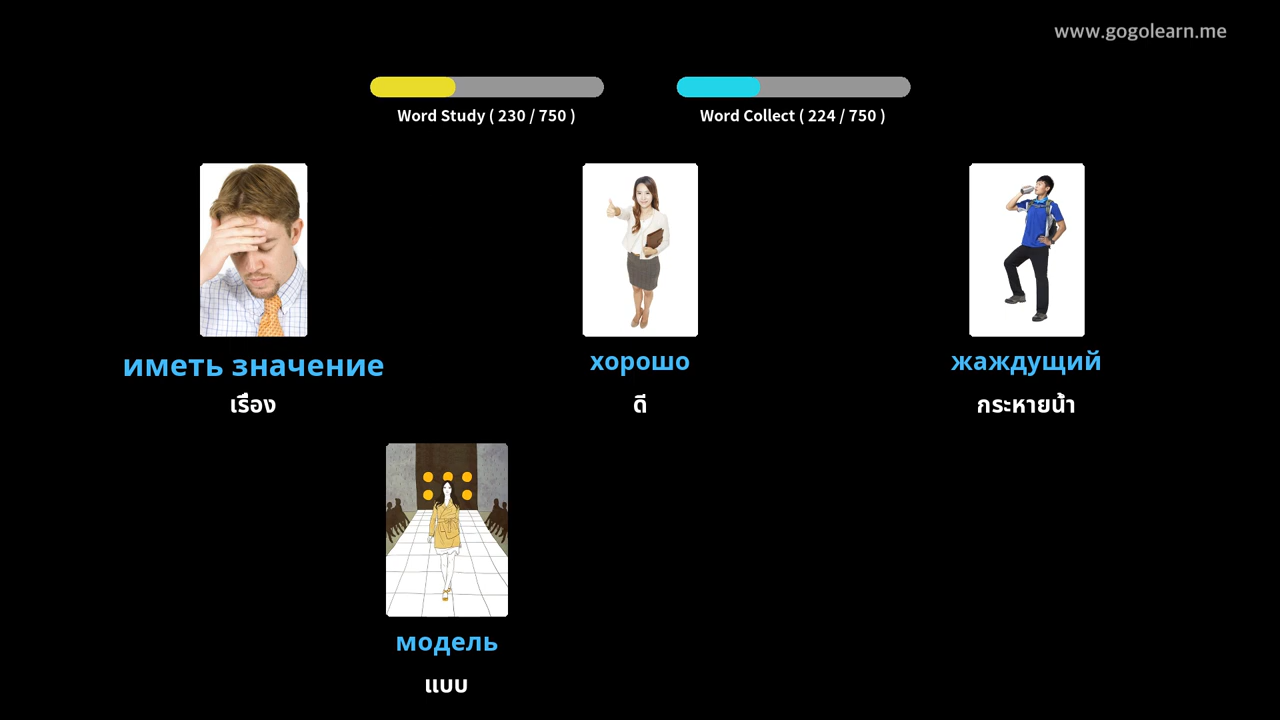 www.gogolearn.me
Word Study ( 230 / 750 )
Word Collect ( 224 / 750 )
иметь значение
хорошо
жаждущий
เรื่อง
ดี
กระหายน้ำ
модель
แบบ